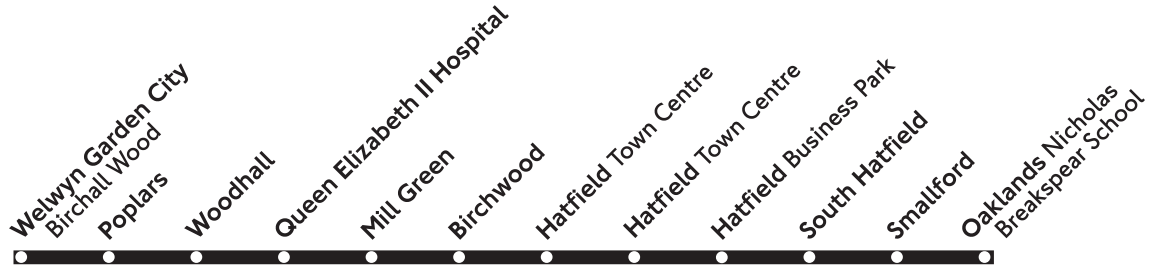 Welwyn Garden City
Birchall Wood
Poplars
Woodhall
Queen Elizabeth II Hospital
Mill Green
Birchwood
Hatfield Town Centre
Hatfield Town Centre
Hatfield Business Park
South Hatfield
Smallford
Oaklands Nicholas
Breakspear School